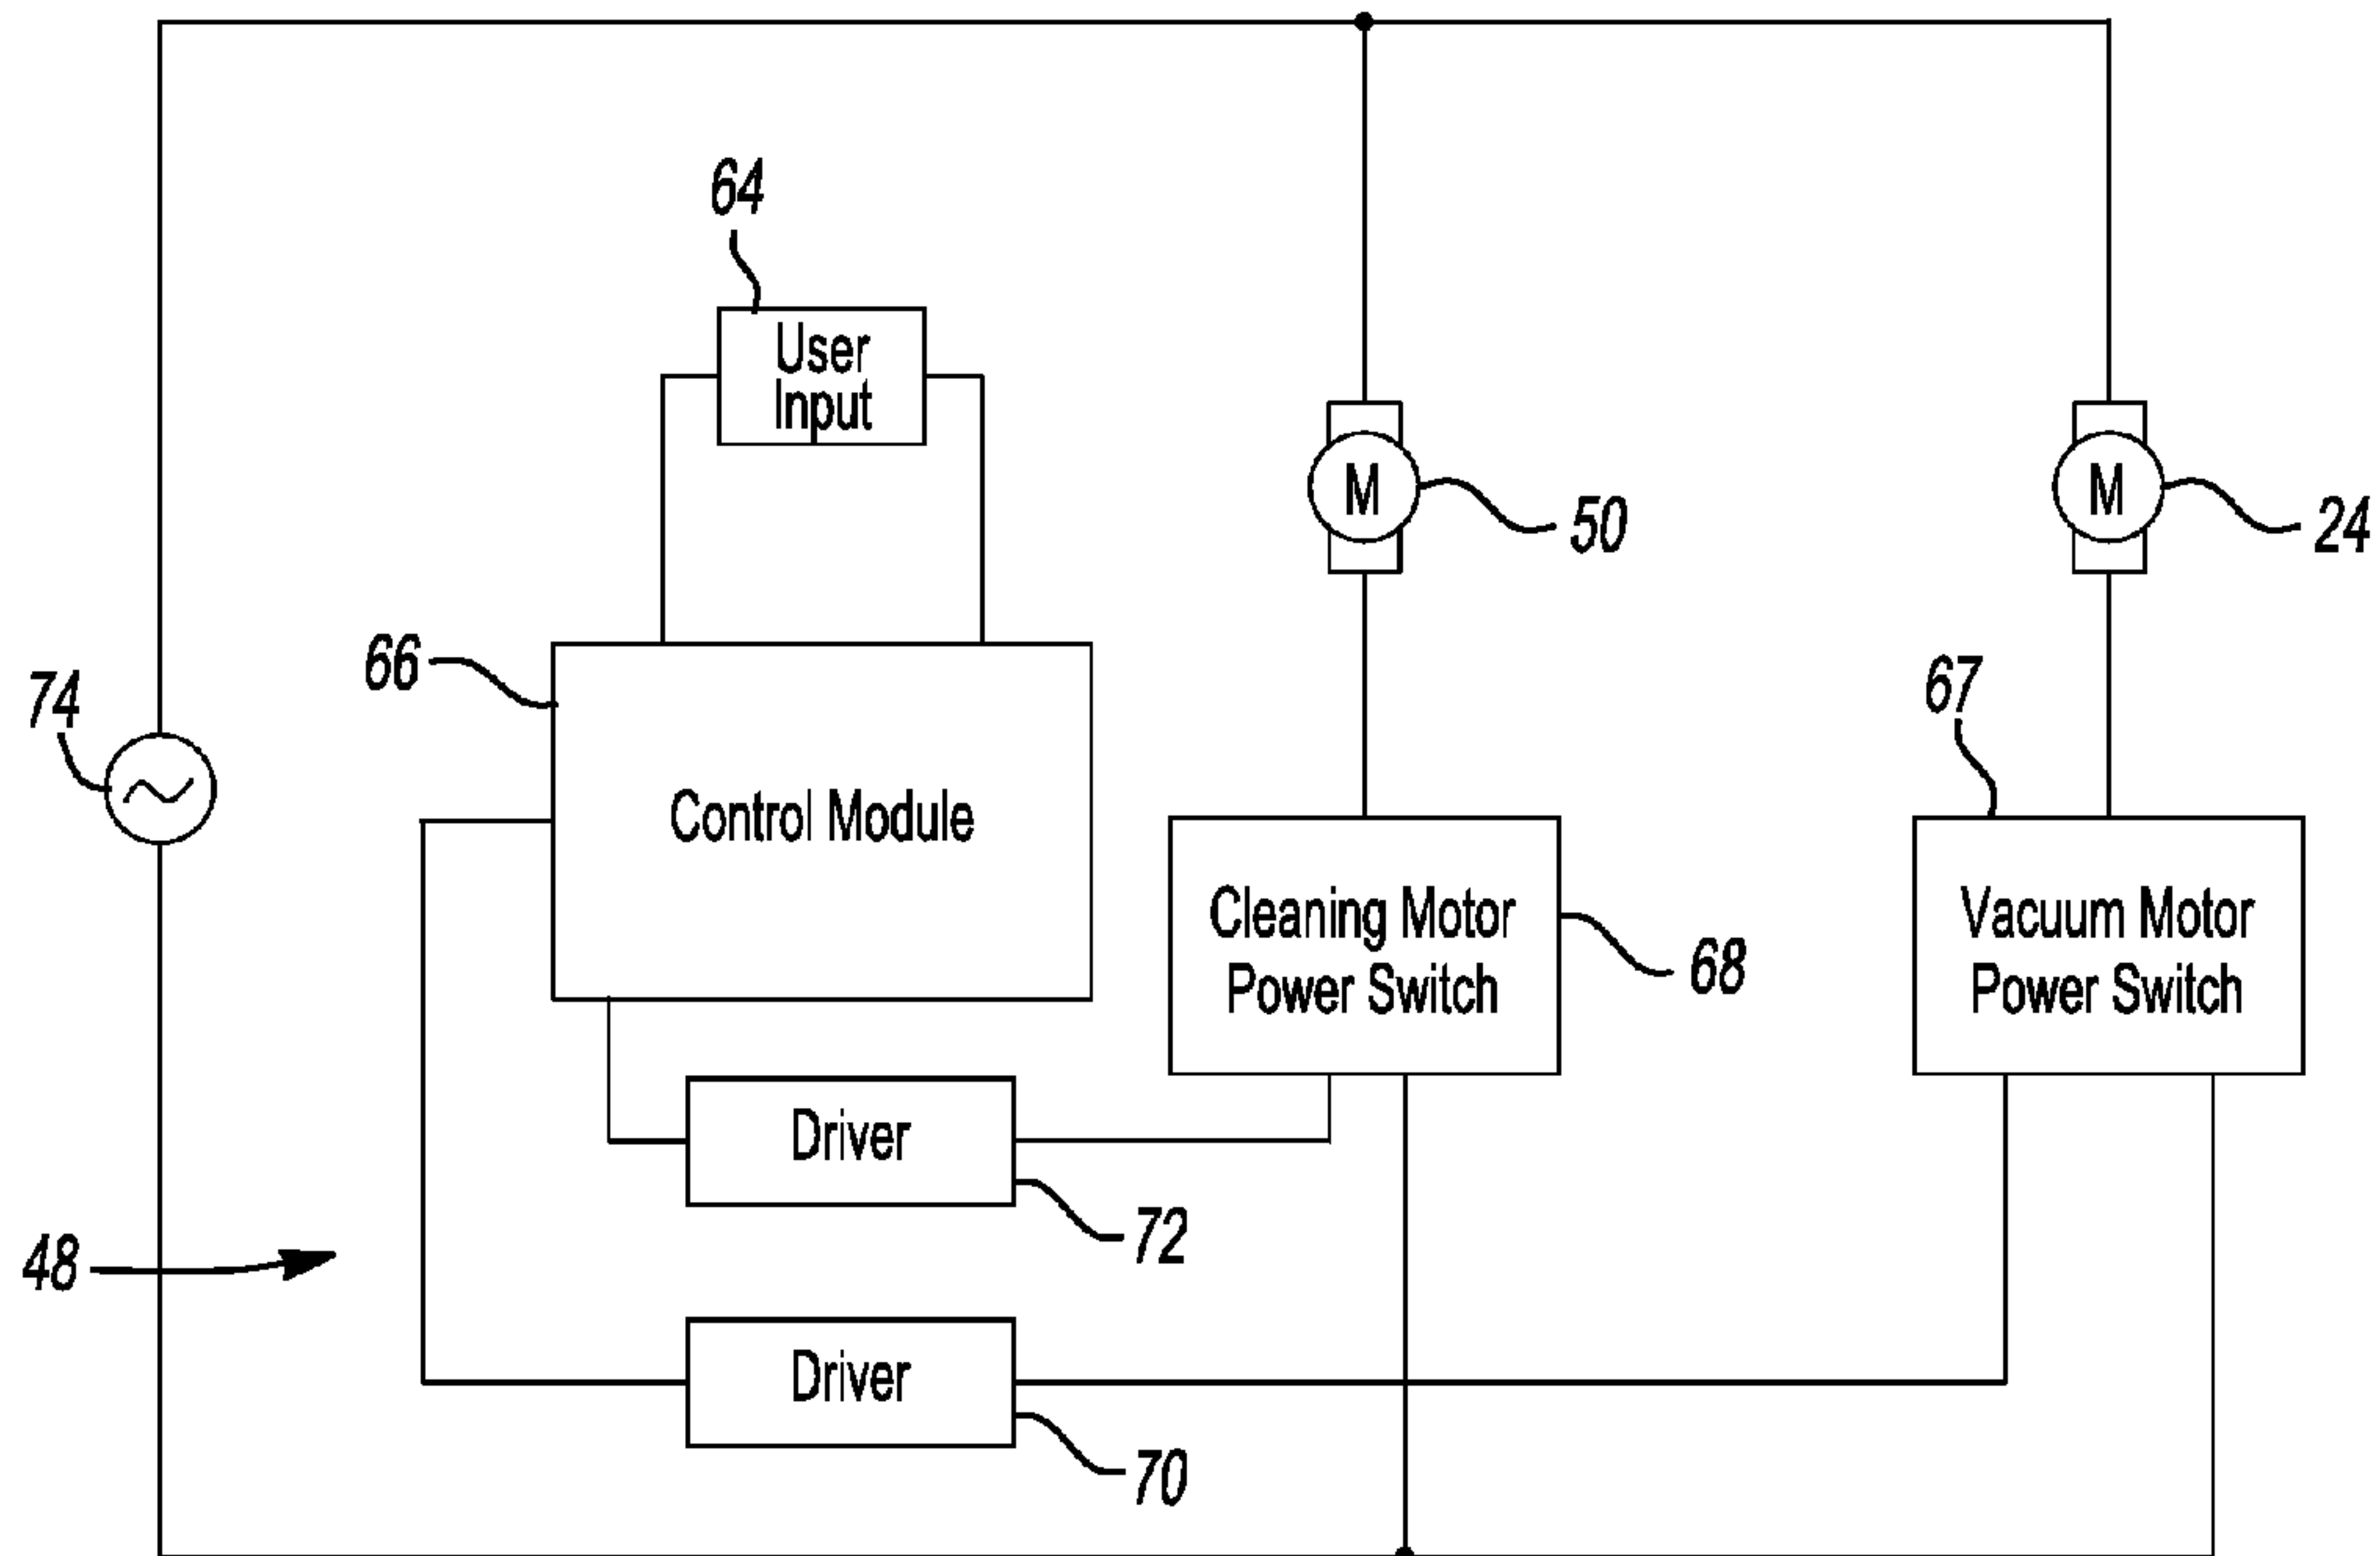 64
User
Input
M
50
M
24
66
74
67
Control Module
Cleaning Motor
Power Switch
68
Vacuum Motor
Power Switch
Driver
72
48
Driver
70